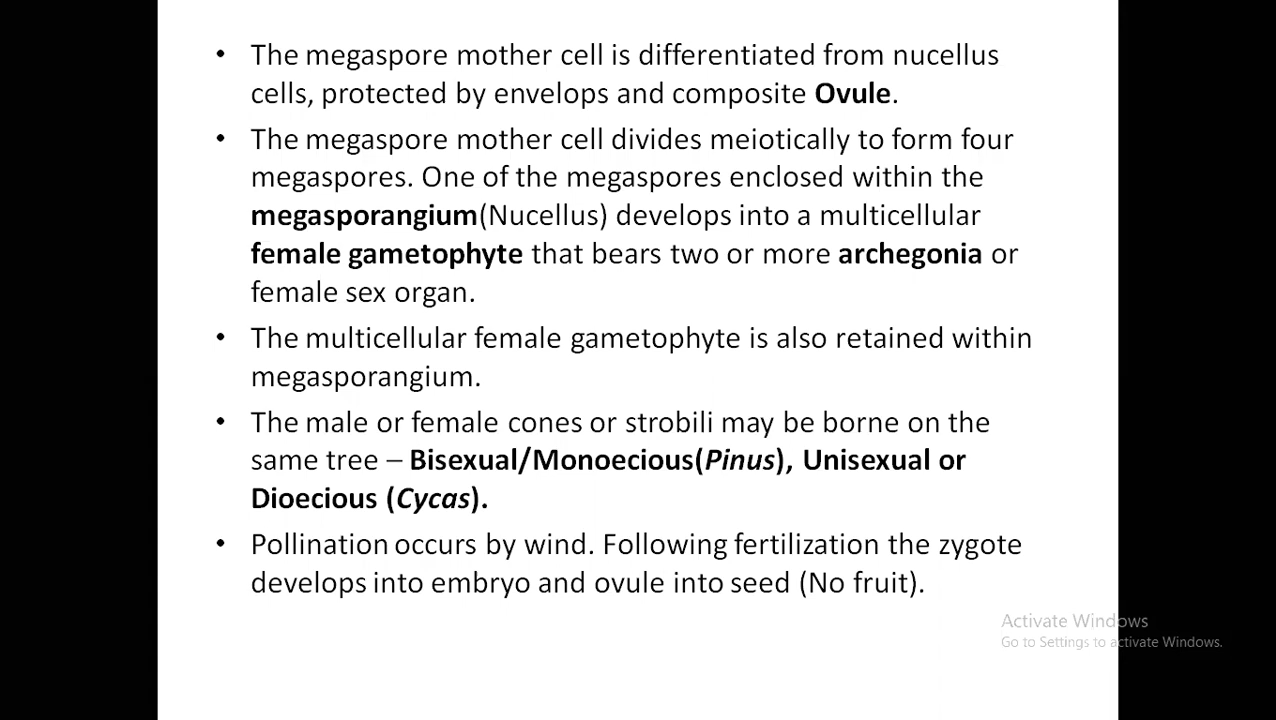 • The megaspore mother cell is differentiated from nucellus
cells, protected by envelops and composite Ovule.
• The megaspore mother cell divides meiotically to form four
megaspores. One of the megaspores enclosed within the
megasporangium(Nucellus) develops into a multicellular
female gametophyte that bears two or more archegonia or
female sex organ.
• The multicellular female gametophyte is also retained within
megasporangium.
• The male or female cones or strobili may be borne on the
same tree – Bisexual/Monoecious(Pinus), Unisexual or
Dioecious (Cycas).
• Pollination occurs by wind. Following fertilization the zygote
develops into embryo and ovule into seed (No fruit).
Activate Windows
Go to Settings to activate Windows.